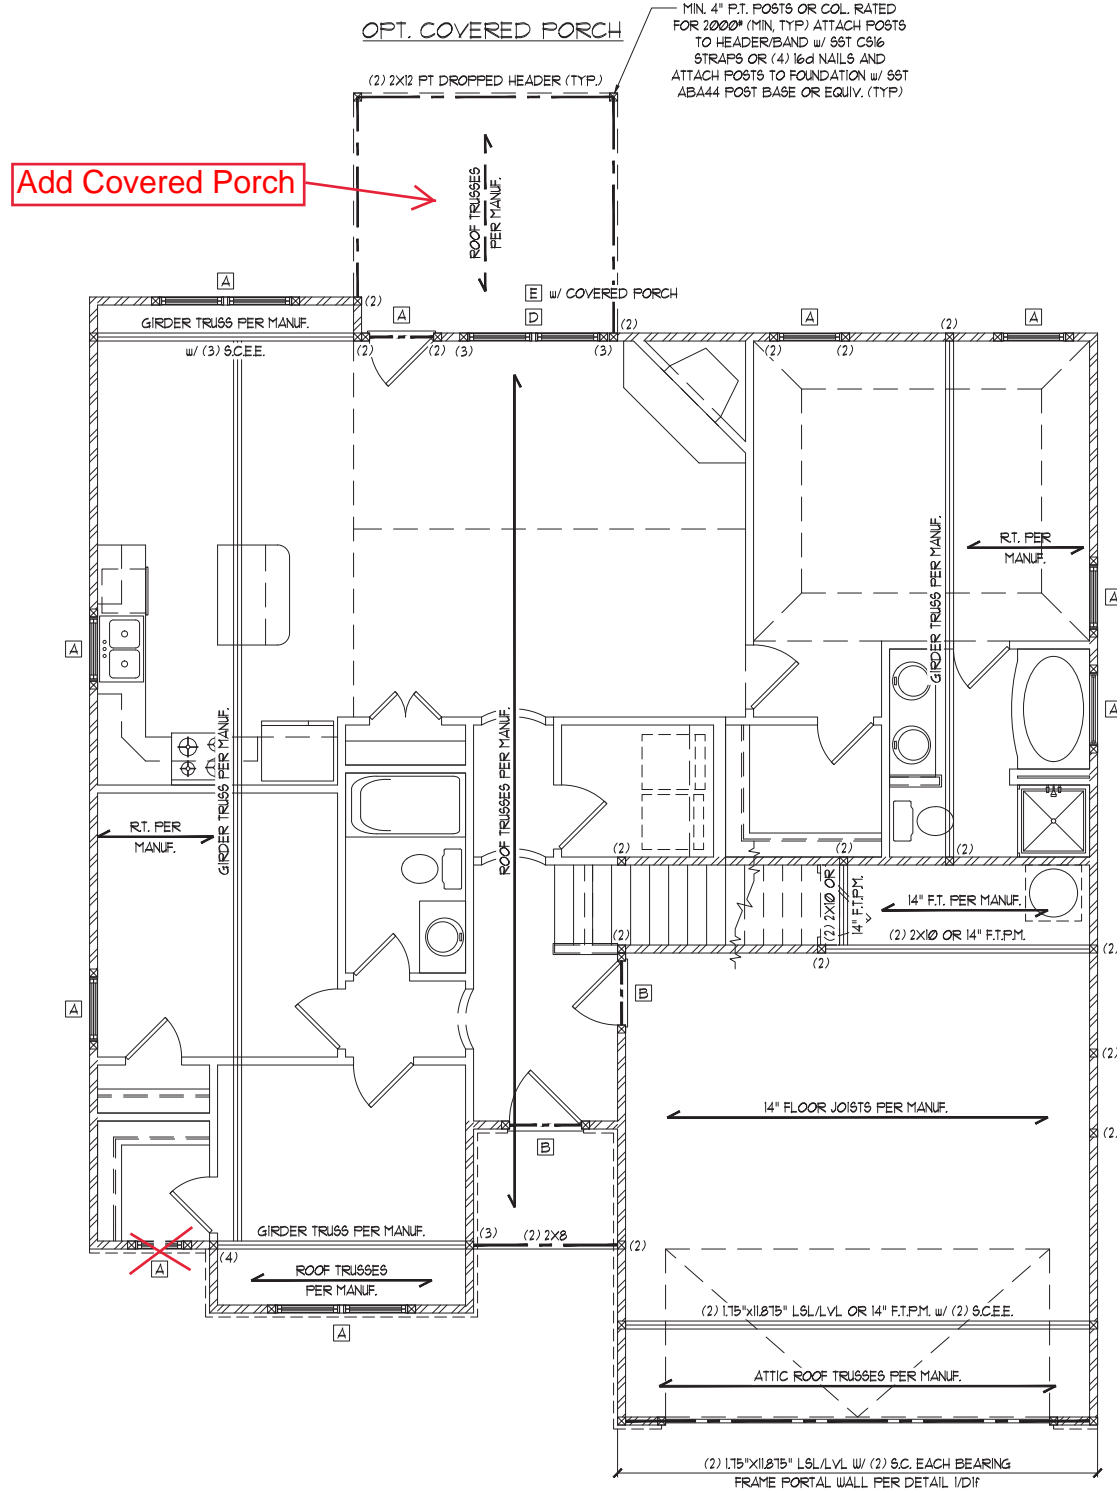 MIN. 4" P.T. POSTS OR COL. RATED
FOR 2000# (MIN, TYP) ATTACH POSTS
TO HEADER/BAND w/ SST CS16
STRAPS OR (4) 16d NAILS AND
ATTACH POSTS TO FOUNDATION w/ SST
ABA44 POST BASE OR EQUIV. (TYP)
OPT. COVERED PORCH
(2) 2X12 PT DROPPED HEADER (TYP.)
Add Covered Porch
ROOF TRUSSES
PER MANUF.
A
E w/ COVERED PORCH
D
(2)
A
(2)
A
(2)
A
GIRDER TRUSS PER MANUF.
w/ (3) S.C.E.E.
(2)
(2)
(3)
(3)
(2)
(2)
GIRDER TRUSS PER MANUF.
R.T. PER
MANUF.
A
A
A
GIRDER TRUSS PER MANUF.
ROOF TRUSSES PER MANUF.
R.T. PER
MANUF.
(2)
(2)
(2)
(2) 2X10 OR
14" F.T.P.M.
14" F.T. PER MANUF.
(2) 2X10 OR 14" F.T.P.M.
(2)
(2)
(2)
B
A
(2)
14" FLOOR JOISTS PER MANUF.
(2)
B
GIRDER TRUSS PER MANUF.
(3)
(2) 2X8
(2)
(4)
A
ROOF TRUSSES
PER MANUF.
A
(2) 1.75"x11.875" LSL/LVL OR 14" F.T.P.M. w/ (2) S.C.E.E.
ATTIC ROOF TRUSSES PER MANUF.
(2) 1.75"X11.875" LSL/LVL W/ (2) S.C. EACH BEARING
FRAME PORTAL WALL PER DETAIL 1/D1f